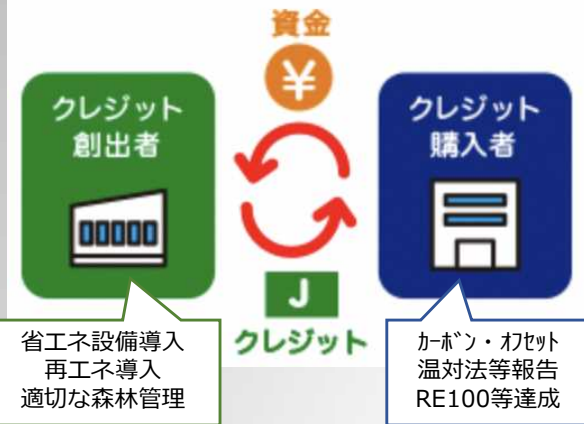 資金
¥
クレジット
創出者
クレジット
購入者
J
クレジット
省エネ設備導入
再エネ導入
適切な森林管理
ｶｰﾎﾞﾝ・ｵﾌｾｯﾄ
温対法等報告
RE100等達成